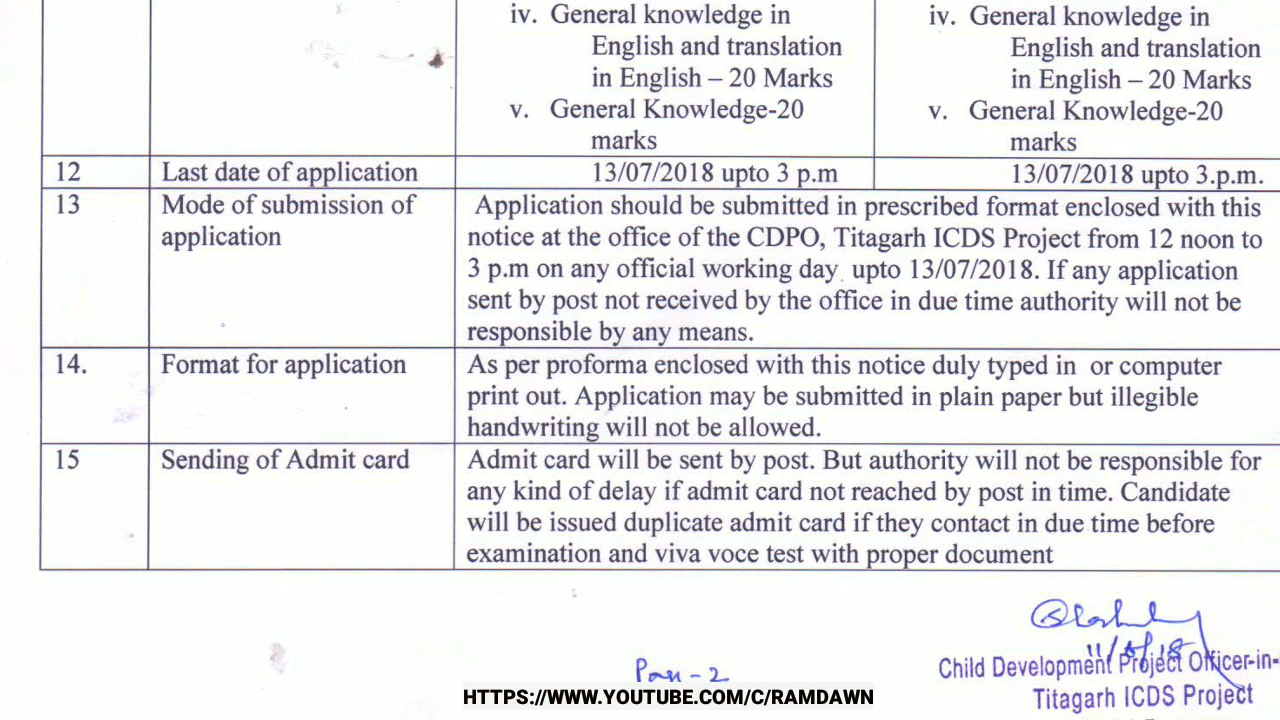 iv. General knowledge in English and translation in English – 20 Marks
v. General Knowledge-20 marks
iv. General knowledge in English and translation in English – 20 Marks
v. General Knowledge-20 marks
12 Last date of application 13/07/2018 upto 3 p.m 13/07/2018 upto 3.p.m.
13 Mode of submission of application
Application should be submitted in prescribed format enclosed with this
notice at the office of the CDPO, Titagarh ICDS Project from 12 noon to
3 p.m on any official working day upto 13/07/2018. If any application
sent by post not received by the office in due time authority will not be
responsible by any means.
14. Format for application
As per proforma enclosed with this notice duly typed in or computer
print out. Application may be submitted in plain paper but illegible
handwriting will not be allowed.
15 Sending of Admit card
Admit card will be sent by post. But authority will not be responsible for
any kind of delay if admit card not reached by post in time. Candidate
will be issued duplicate admit card if they contact in due time before
examination and viva voce test with proper document
Child Development Project Officer-in-
Titagarh ICDS Project
HTTPS://WWW.YOUTUBE.COM/C/RAMDAWN